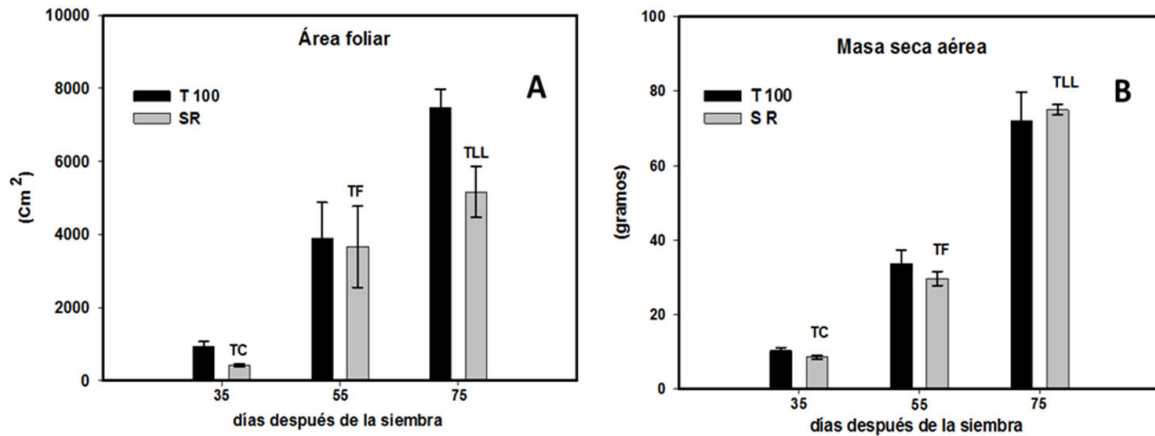 Área foliar
A
T 100
SR
10000
8000
6000
4000
2000
0
(Cm 2)
TC
TF
TLL
35 55 75
días después de la siembra
Masa seca aérea
B
T 100
S R
100
80
60
40
20
0
(gramos)
TC
TF
TLL
35 55 75
días después de la siembra